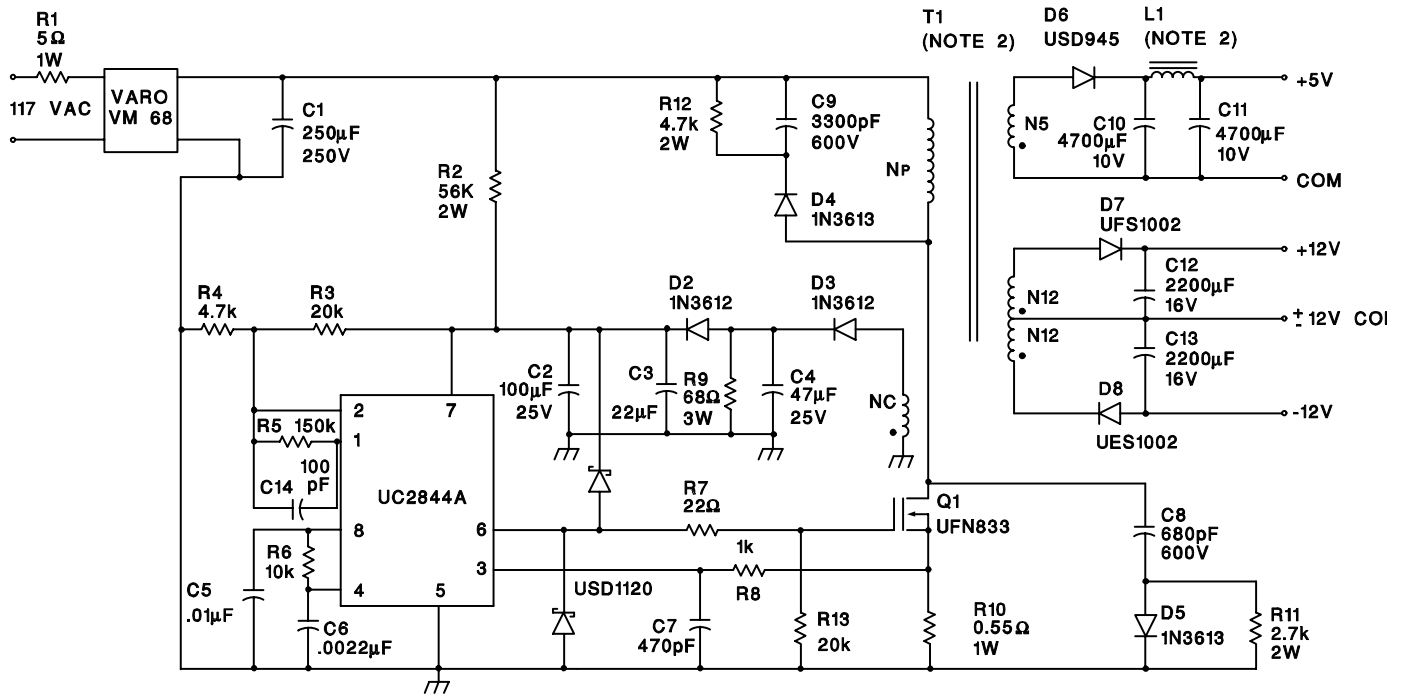 R1
5Ω
1W
117 VAC
VARO
VM 68
C1
250µF
250V
R2
56K
2W
R12
4.7k
2W
C9
3300pF
600V
D4
1N3613
T1
(NOTE 2)
NP
D6
USD945
L1
(NOTE 2)
N5
C10
4700µF
10V
C11
4700µF
10V
+5V
COM
D7
UFS1002
+12V
N12
N12
C12
2200µF
16V
± 12V COI
C13
2200µF
16V
D8
UES1002
-12V
R4
4.7k
R3
20k
D2
1N3612
D3
1N3612
C2
100µF
25V
C3
22µF
R9
68Ω
3W
C4
47µF
25V
NC
2
7
R5 150k
1
100
pF
C14
UC2844A
8
6
R6
10k
3
4
5
C5
.01µF
C6
.0022µF
USD1120
R7
22Ω
1k
R8
C7
470pF
R13
20k
Q1
UFN833
R10
0.55Ω
1W
C8
680pF
600V
D5
1N3613
R11
2.7k
2W